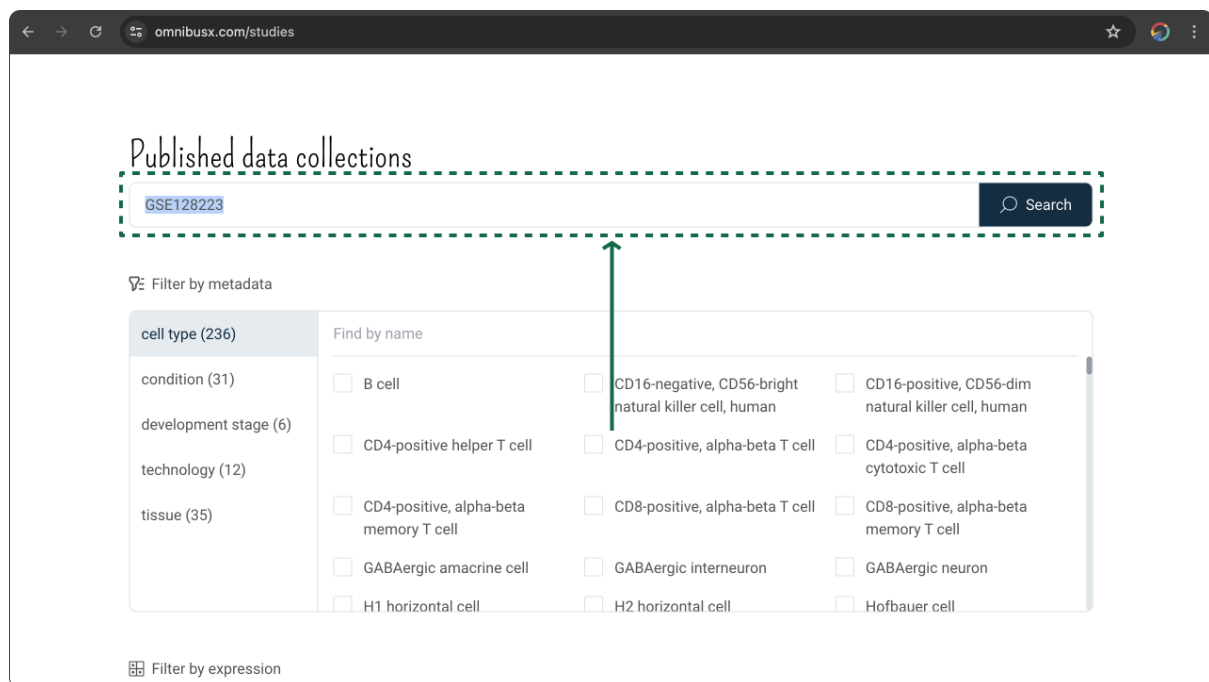 omnibusx.com/studies
Published data collections
GSE128223
Search
Filter by metadata
cell type (236)
condition (31)
development stage (6)
technology (12)
tissue (35)
Find by name
B cell
CD16-negative, CD56-bright
natural killer cell, human
CD16-positive, CD56-dim
natural killer cell, human
CD4-positive helper T cell
CD4-positive, alpha-beta T cell
CD4-positive, alpha-beta
cytotoxic T cell
CD4-positive, alpha-beta
memory T cell
CD8-positive, alpha-beta T cell
CD8-positive, alpha-beta
memory T cell
GABAergic amacrine cell
GABAergic interneuron
GABAergic neuron
H1 horizontal cell
H2 horizontal cell
Hofbauer cell
Filter by expression